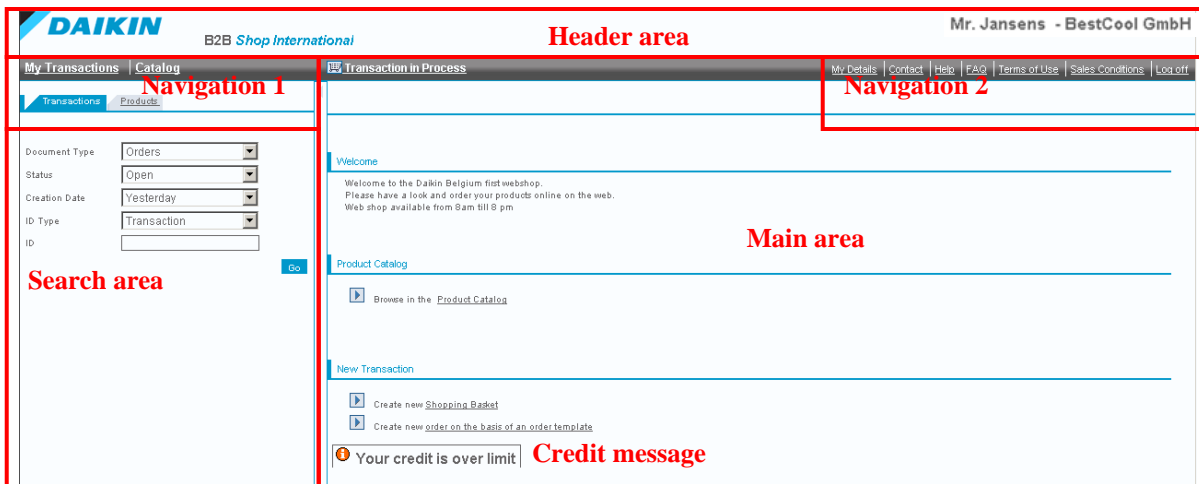 DAIKIN
B2B Shop International
Header area
Mr. Jansens - BestCool GmbH
My Transactions | Catalog
Transaction in Process
My Details | Contact | Help | FAQ | Terms of Use | Sales Conditions | Log off
Navigation 1
Navigation 2
Transactions Products
Document Type Orders
Status Open
Creation Date Yesterday
ID Type Transaction
ID
Go
Search area
Welcome
Welcome to the Daikin Belgium first webshop.
Please have a look and order your products online on the web.
Web shop available from 8am till 8 pm
Main area
Product Catalog
Browse in the Product Catalog
New Transaction
Create new Shopping Basket
Create new order on the basis of an order template
Your credit is over limit
Credit message